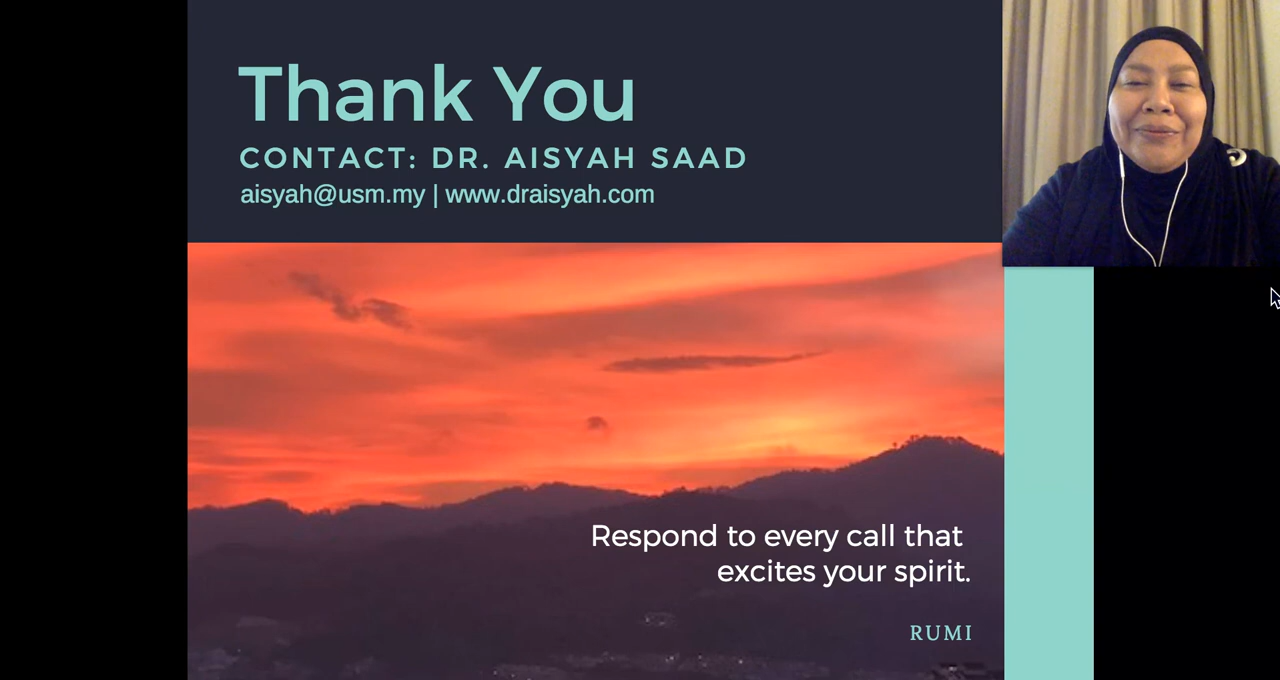 Thank You
CONTACT: DR. AISYAH SAAD
aisyah@usm.my | www.draisyah.com
Respond to every call that
excites your spirit.
RUMI